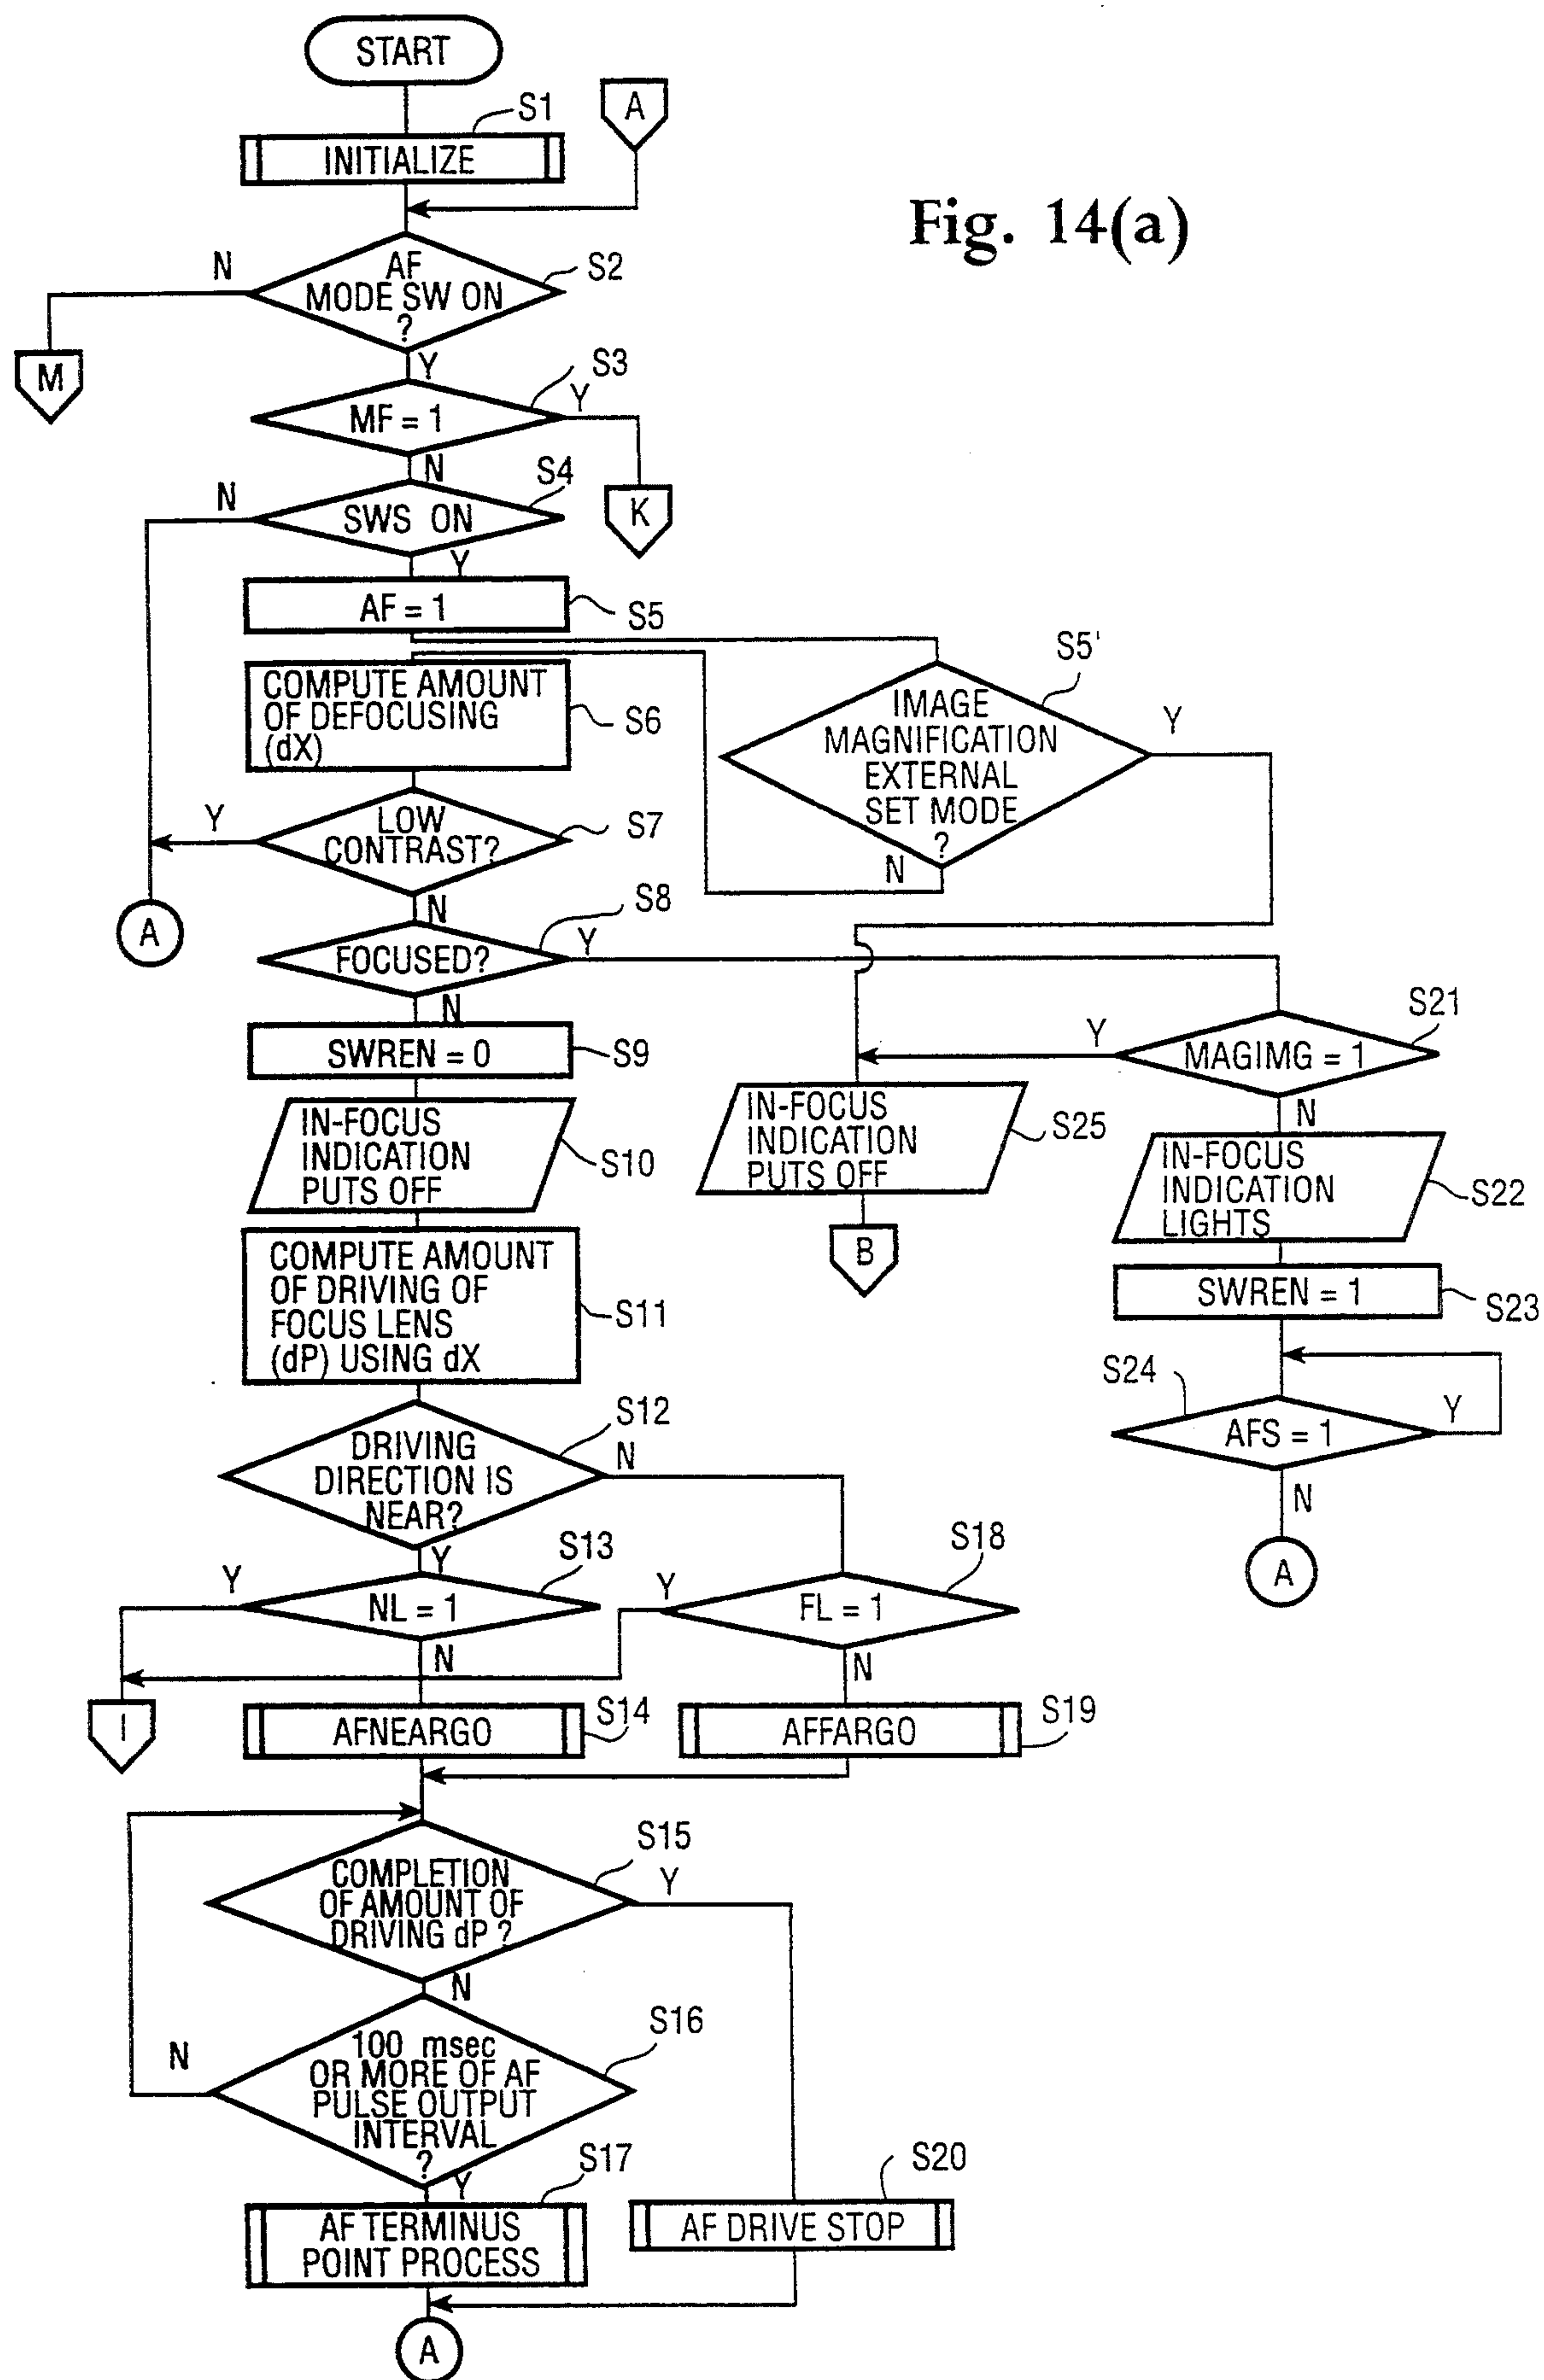 START
A
S1
INITIALIZE
Fig. 14(a)
N
AF
MODE SW ON
?
S2
M
Y
S3
MF = 1
Y
N
S4
K
N
SWS ON
Y
AF = 1
S5
S5'
COMPUTE AMOUNT
OF DEFOCUSING
(dX)
S6
IMAGE
MAGNIFICATION
EXTERNAL
SET MODE
?
Y
N
Y
LOW
CONTRAST?
S7
A
N
S8
FOCUSED?
Y
N
S21
Y
MAGIMG = 1
N
SWREN = 0
S9
IN-FOCUS
INDICATION
PUTS OFF
S10
IN-FOCUS
INDICATION
PUTS OFF
S25
IN-FOCUS
INDICATION
LIGHTS
S22
B
COMPUTE AMOUNT
OF DRIVING OF
FOCUS LENS
(dP) USING dX
S11
SWREN = 1
S23
S24
AFS = 1
Y
N
A
S12
DRIVING
DIRECTION IS
NEAR?
N
Y
S13
Y
NL = 1
N
S18
Y
FL = 1
N
I
AFNEARGO
S14
AFFARGO
S19
S15
COMPLETION
OF AMOUNT OF
DRIVING dP ?
Y
N
S16
N
100 msec
OR MORE OF AF
PULSE OUTPUT
INTERVAL
?
Y
S17
S20
AF TERMINUS
POINT PROCESS
AF DRIVE STOP
A